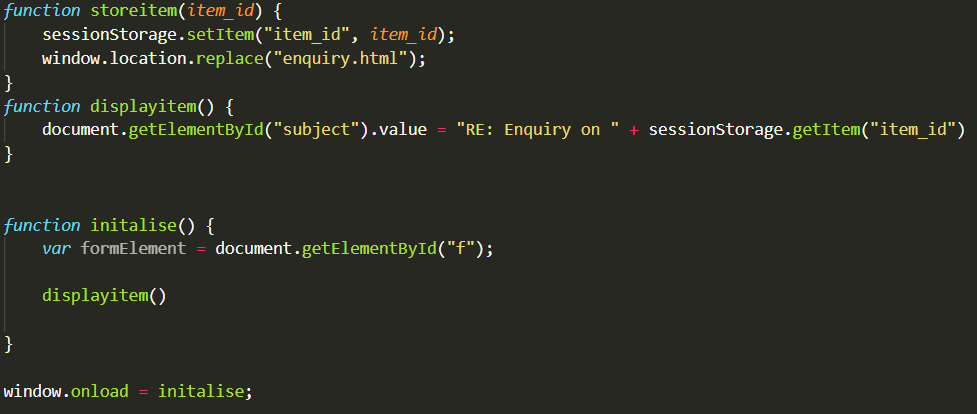 function storeitem(item_id) {
    sessionStorage.setItem("item_id", item_id);
    window.location.replace("enquiry.html");
}
function displayitem() {
    document.getElementById("subject").value = "RE: Enquiry on " + sessionStorage.getItem("item_id")
}
function initalise() {
    var formElement = document.getElementById("f");
    displayitem()
}
window.onload = initalise;